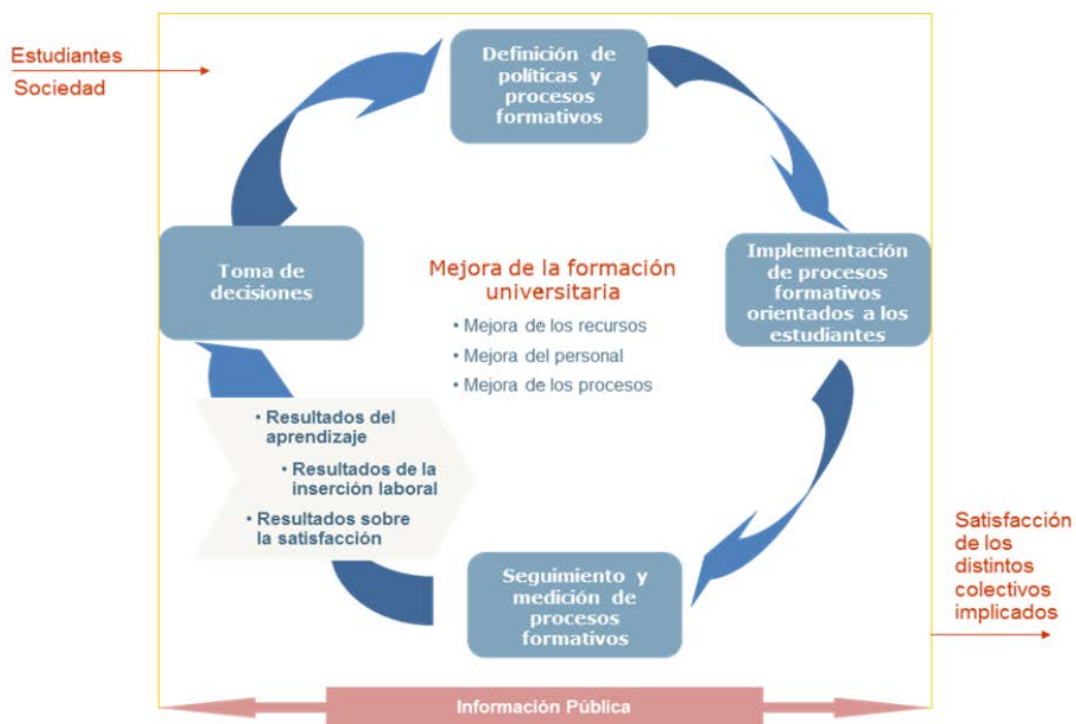 Estudiantes
Sociedad
Definición de
políticas y
procesos
formativos
Toma de
decisiones
Mejora de la formación
universitaria
• Mejora de los recursos
• Mejora del personal
• Mejora de los procesos
Implementación
de procesos
formativos
orientados a los
estudiantes
• Resultados del
aprendizaje
• Resultados de la
inserción laboral
• Resultados sobre
la satisfacción
Seguimiento y
medición de
procesos
formativos
Satisfacción
de los
distintos
colectivos
implicados
Información Pública